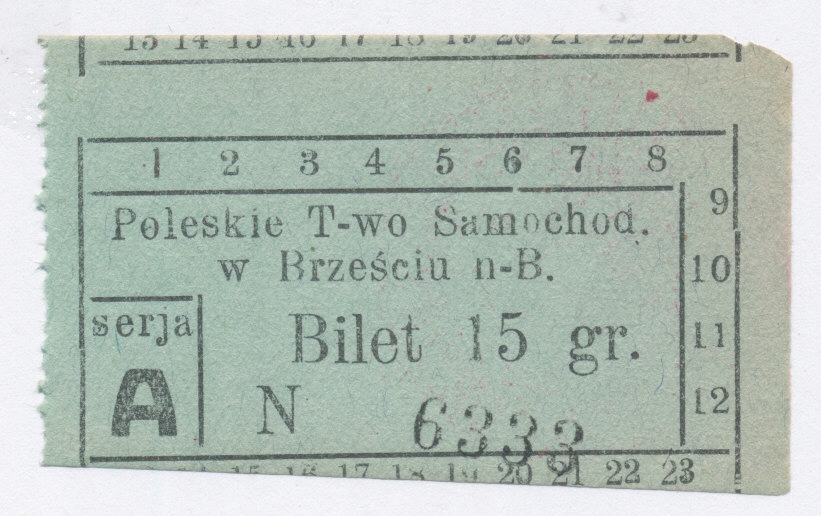 13 14 15 16 17 18 19 20 21 22 23
1 2 3 4 5 6 7 8
9
Poleskie T-wo Samochod.
w Brześciu n-B.
10
serja
Bilet 15 gr.
11
A
N 6333
12
14 15 16 17 18 19 20 21 22 23